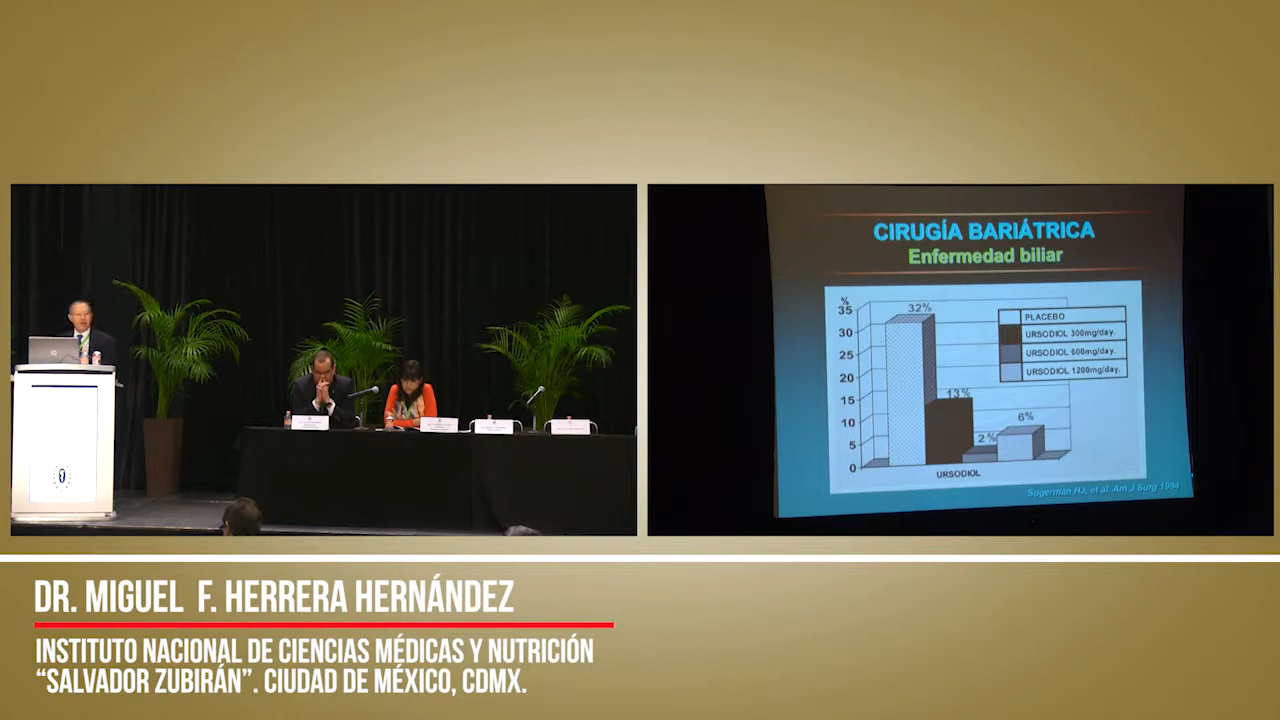 CIRUGÍA BARIÁTRICA
Enfermedad biliar
%
35
30
25
20
15
10
5
0
32%
13%
2 %
6%
PLACEBO
URSODIOL 300mg/day.
URSODIOL 600mg/day.
URSODIOL 1200mg/day.
URSODIOL
Sugerman HJ, et al. Am J Surg 1994
DR. MIGUEL F. HERRERA HERNÁNDEZ
INSTITUTO NACIONAL DE CIENCIAS MÉDICAS Y NUTRICIÓN
“SALVADOR ZUBIRÁN”. CIUDAD DE MÉXICO, CDMX.